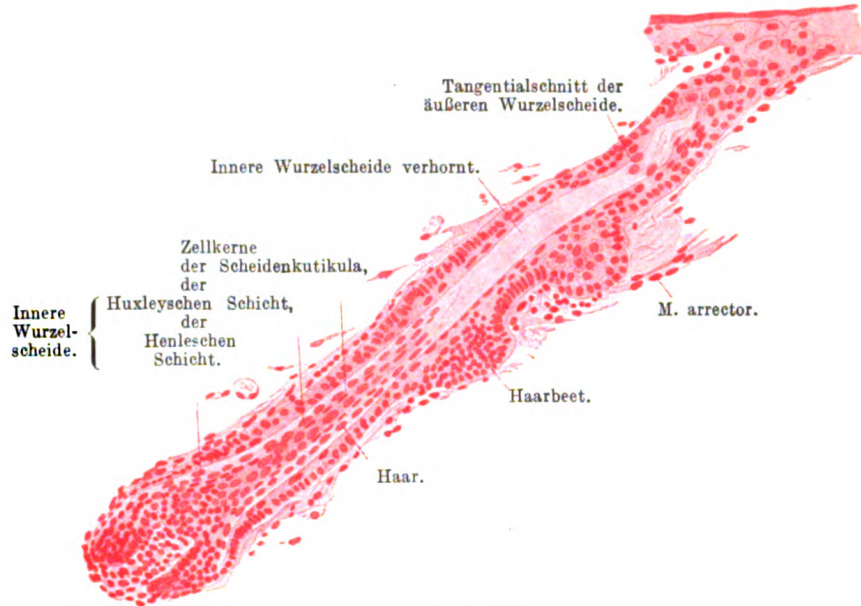 Tangentialschnitt der
äußeren Wurzelscheide.
Innere Wurzelscheide verhornt.
Zellkerne
der Scheidenkutikula,
der
Huxleyschen Schicht,
der
Henleschen
Schicht.
Innere
Wurzel-
scheide.
M. arrector.
Haarbeet.
Haar.